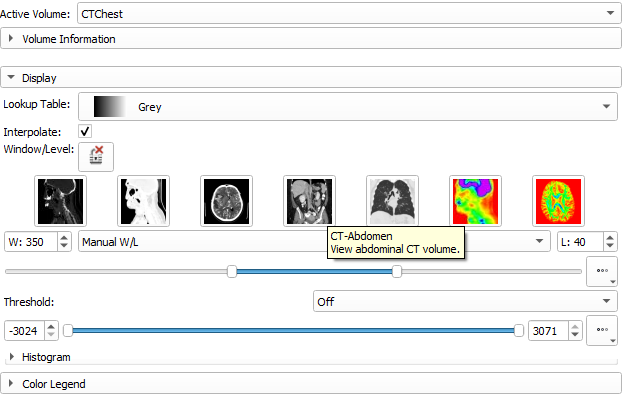 Active Volume: CTChest
Volume Information
Display
Lookup Table: Grey
Interpolate:
Window/Level:
W: 350 Manual W/L L: 40
CT-Abdomen
View abdominal CT volume.
Threshold: Off
-3024 3071
Histogram
Color Legend